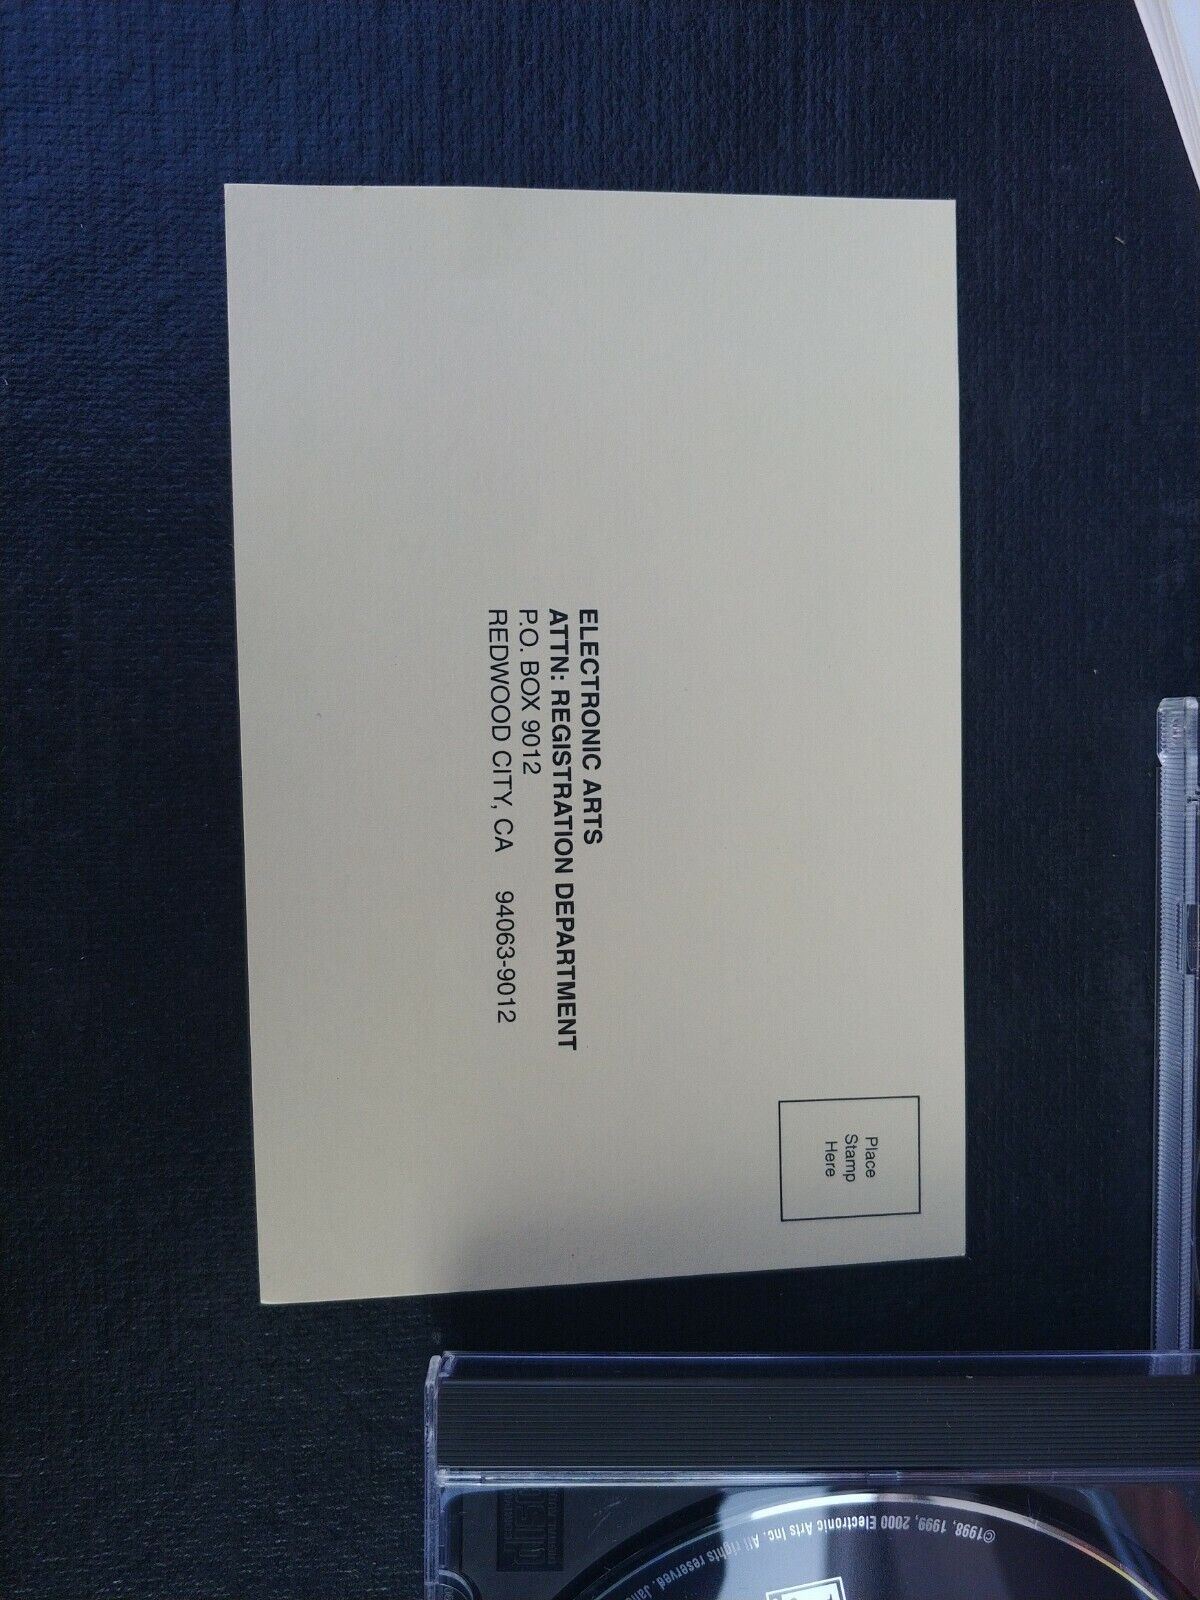 ELECTRONIC ARTS
ATTN: REGISTRATION DEPARTMENT
P.O. BOX 9012
REDWOOD CITY, CA 94063-9012
Place
Stamp
Here
©1998, 1999, 2000 Electronic Arts Inc. All rights reserved.